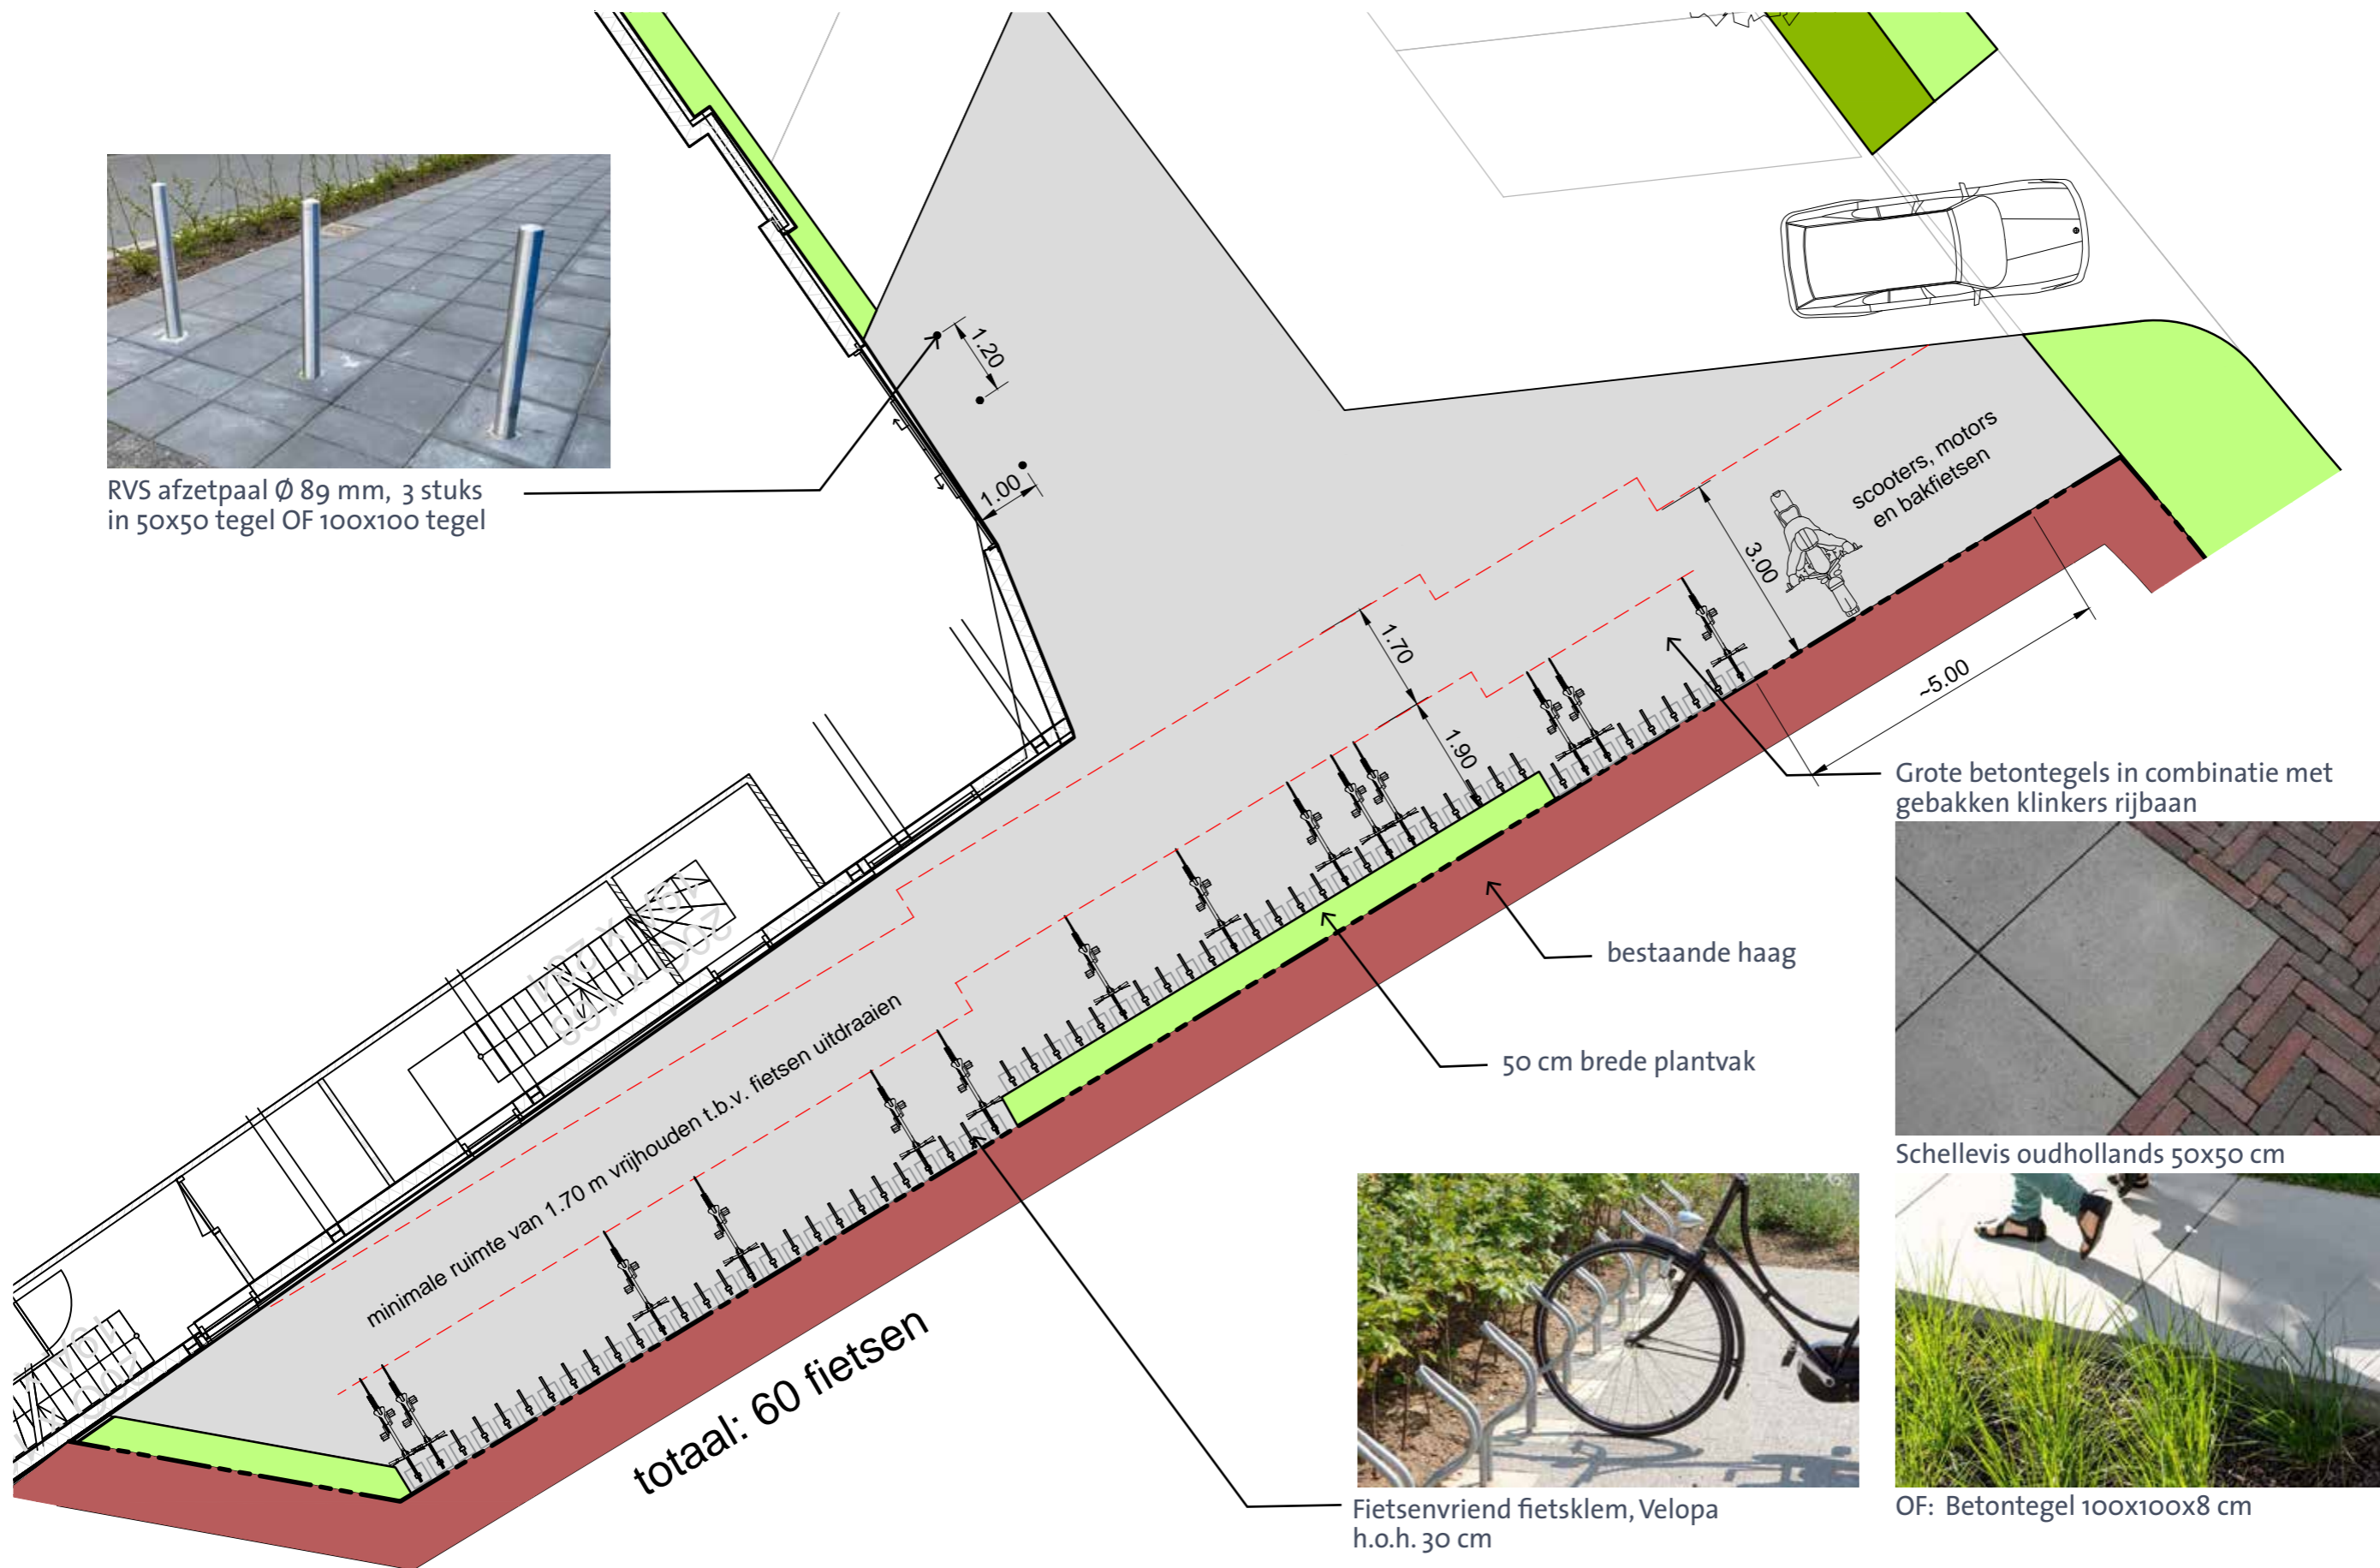 RVS afzetpaal Ø 89 mm, 3 stuks
in 50x50 tegel OF 100x100 tegel
1.20
1.00
scooters, motors
en bakfietsen
3.00
1.70
1.90
~5.00
Grote betontegels in combinatie met
gebakken klinkers rijbaan
bestaande haag
50 cm brede plantvak
Schellevis oudhollands 50x50 cm
minimale ruimte van 1.70 m vrijhouden t.b.v. fietsen uitdraaien
totaal: 60 fietsen
Fietsenvriend fietsklem, Velopa
h.o.h. 30 cm
OF: Betontegel 100x100x8 cm